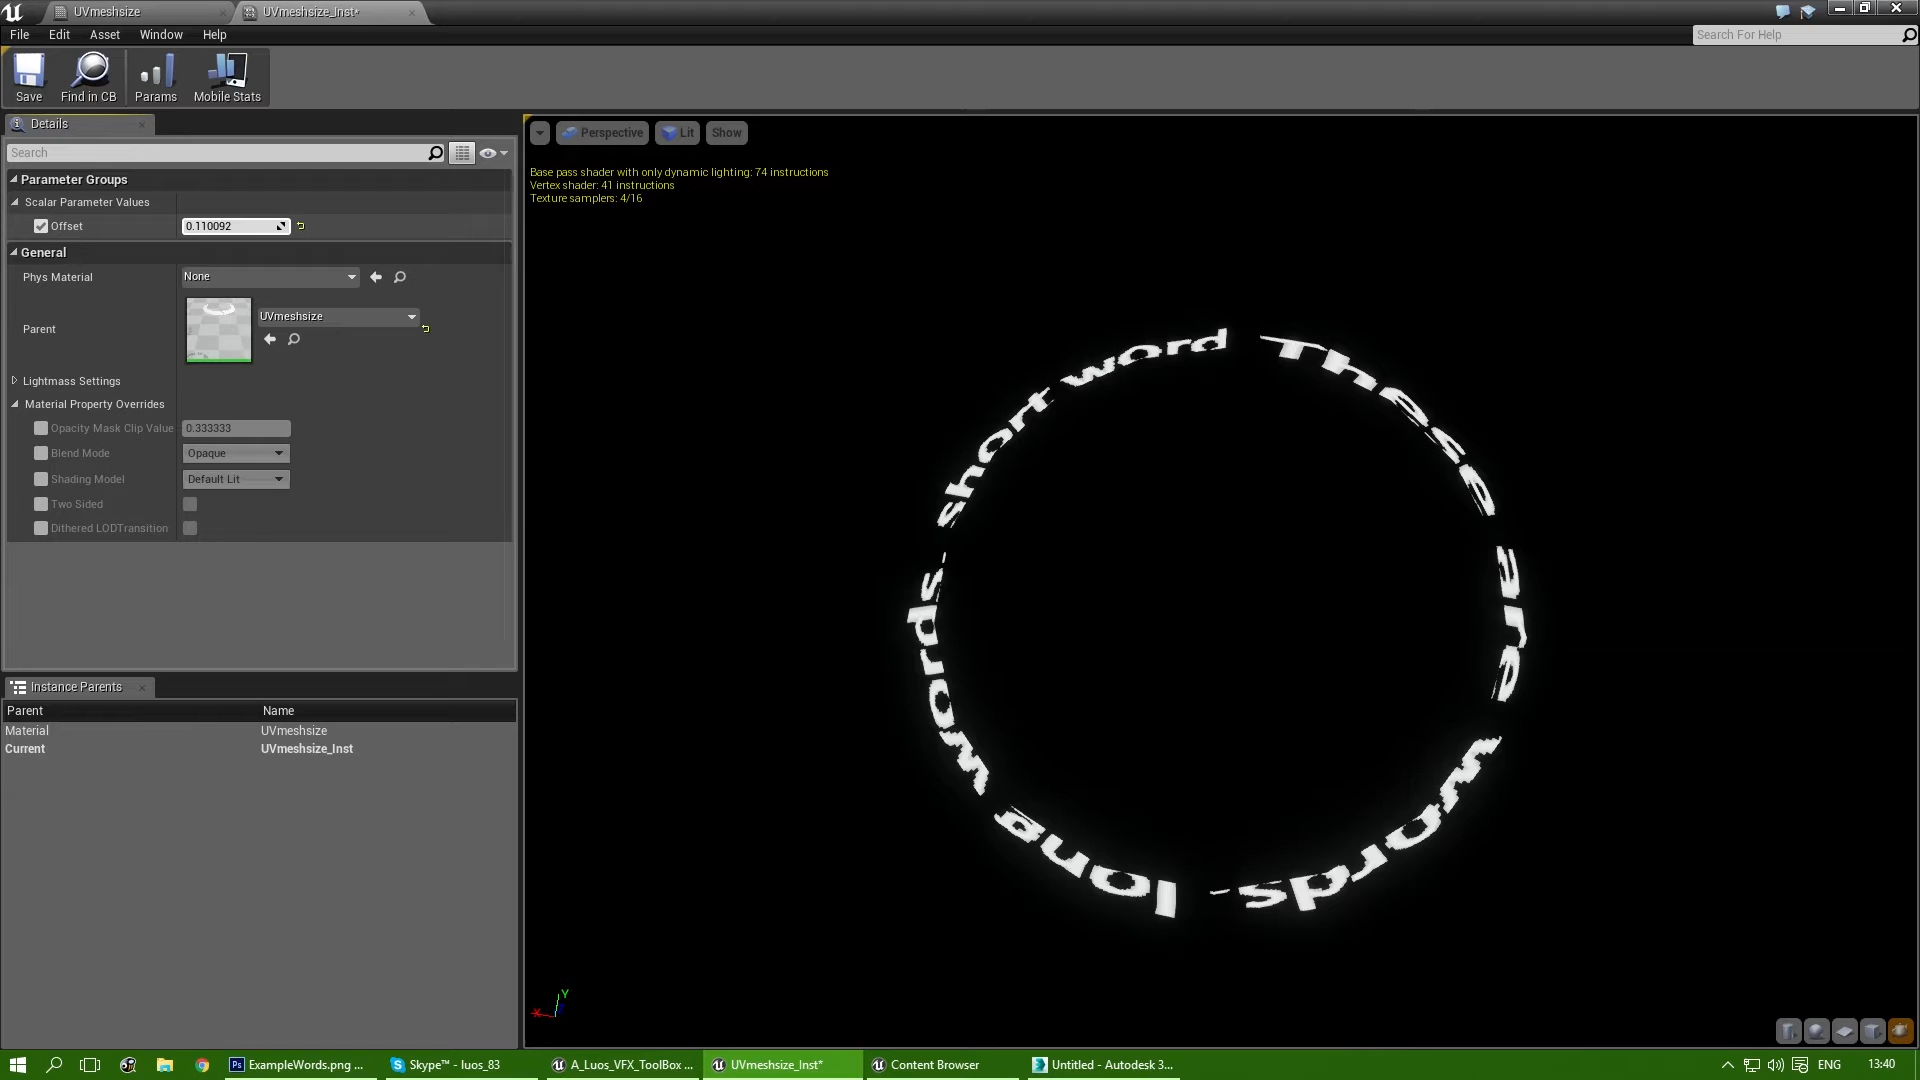 UVmeshsize
UVmeshsize_Inst*
File Edit Asset Window Help
Search For Help
Save Find in CB Params Mobile Stats
Details
Search
Parameter Groups
Scalar Parameter Values
Offset 0.110092
General
Phys Material None
Parent UVmeshsize
Lightmass Settings
Material Property Overrides
Opacity Mask Clip Value 0.333333
Blend Mode Opaque
Shading Model Default Lit
Two Sided
Dithered LODTransition
Instance Parents
Parent Name
Material UVmeshsize
Current UVmeshsize_Inst
Perspective Lit Show
Base pass shader with only dynamic lighting: 74 instructions
Vertex shader: 41 instructions
Texture samplers: 4/16
These are words- long words- short word
Y
X
ExampleWords.png ... Skype™ - luos_83 A_Luos_VFX_ToolBox ... UVmeshsize_Inst* Content Browser Untitled - Autodesk 3... ENG 13:40